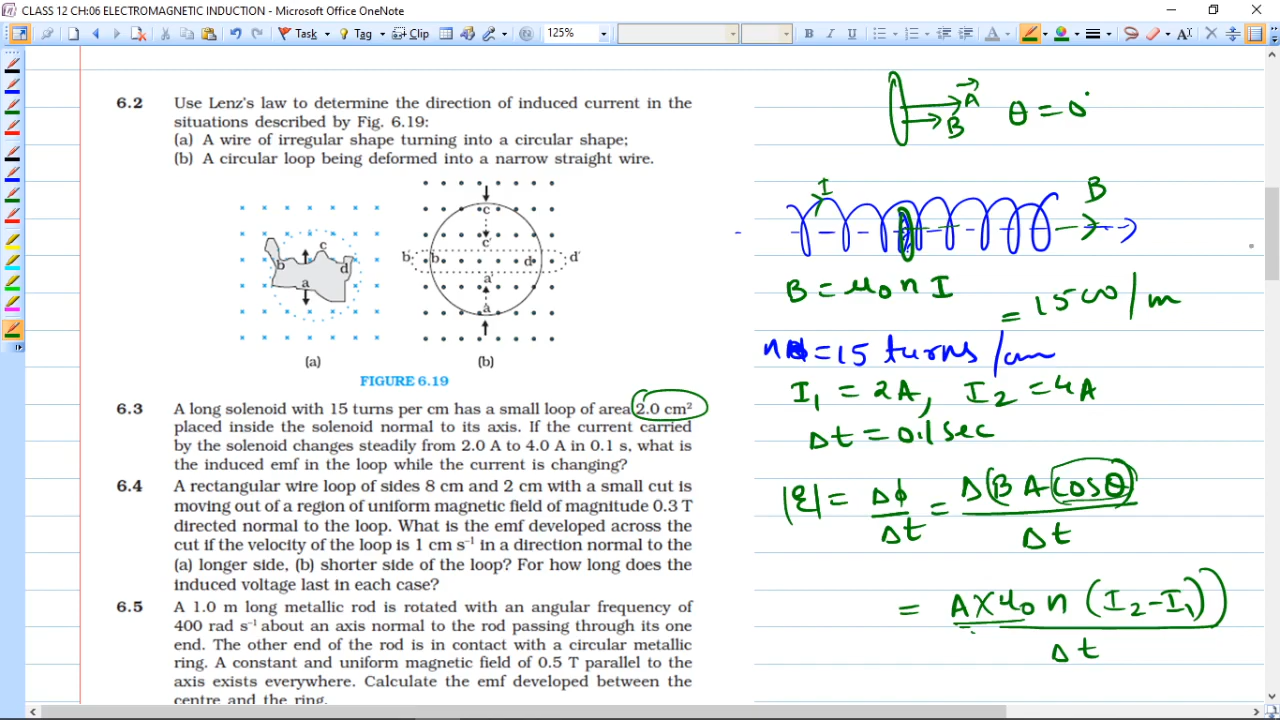 CLASS 12 CH:06 ELECTROMAGNETIC INDUCTION - Microsoft OneNote
Task
Tag
Clip
125%
B I U
6.2 Use Lenz's law to determine the direction of induced current in the
situations described by Fig. 6.19:
(a) A wire of irregular shape turning into a circular shape;
(b) A circular loop being deformed into a narrow straight wire.
b c d a
(a)
c c' b' b d d' a' a
(b)
FIGURE 6.19
6.3 A long solenoid with 15 turns per cm has a small loop of area 2.0 cm²
placed inside the solenoid normal to its axis. If the current carried
by the solenoid changes steadily from 2.0 A to 4.0 A in 0.1 s, what is
the induced emf in the loop while the current is changing?
6.4 A rectangular wire loop of sides 8 cm and 2 cm with a small cut is
moving out of a region of uniform magnetic field of magnitude 0.3 T
directed normal to the loop. What is the emf developed across the
cut if the velocity of the loop is 1 cm s⁻¹ in a direction normal to the
(a) longer side, (b) shorter side of the loop? For how long does the
induced voltage last in each case?
6.5 A 1.0 m long metallic rod is rotated with an angular frequency of
400 rad s⁻¹ about an axis normal to the rod passing through its one
end. The other end of the rod is in contact with a circular metallic
ring. A constant and uniform magnetic field of 0.5 T parallel to the
axis exists everywhere. Calculate the emf developed between the
centre and the ring.
A⃗
B
θ = 0°
I
B
B = μ₀ n I
= 1500/m
n = 15 turns/cm
I₁ = 2A, I₂ = 4A
Δt = 0.1 sec
|ε| = Δϕ/Δt = Δ(B A cosθ)/Δt
= A × μ₀ n (I₂ - I₁))/Δt